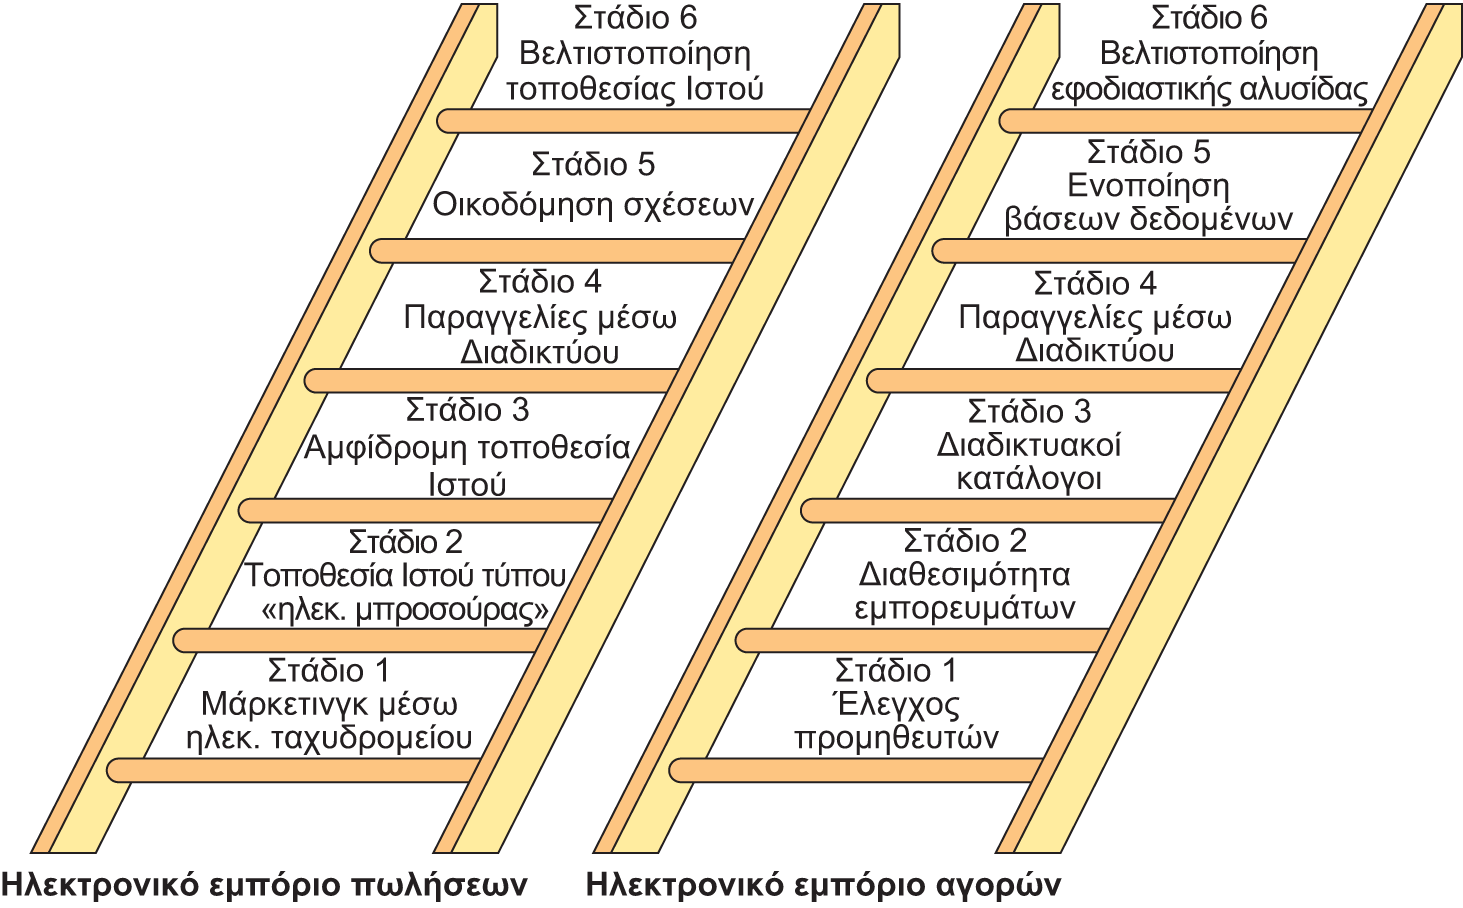 Στάδιο 6
Βελτιστοποίηση
τοποθεσίας Ιστού
Στάδιο 5
Οικοδόμηση σχέσεων
Στάδιο 4
Παραγγελίες μέσω
Διαδικτύου
Στάδιο 3
Αμφίδρομη τοποθεσία
Ιστού
Στάδιο 2
Τοποθεσία Ιστού τύπου
«ηλεκ. μπροσούρας»
Στάδιο 1
Μάρκετινγκ μέσω
ηλεκ. ταχυδρομείου
Ηλεκτρονικό εμπόριο πωλήσεων
Στάδιο 6
Βελτιστοποίηση
εφοδιαστικής αλυσίδας
Στάδιο 5
Ενοποίηση
βάσεων δεδομένων
Στάδιο 4
Παραγγελίες μέσω
Διαδικτύου
Στάδιο 3
Διαδικτυακοί
κατάλογοι
Στάδιο 2
Διαθεσιμότητα
εμπορευμάτων
Στάδιο 1
Έλεγχος
προμηθευτών
Ηλεκτρονικό εμπόριο αγορών